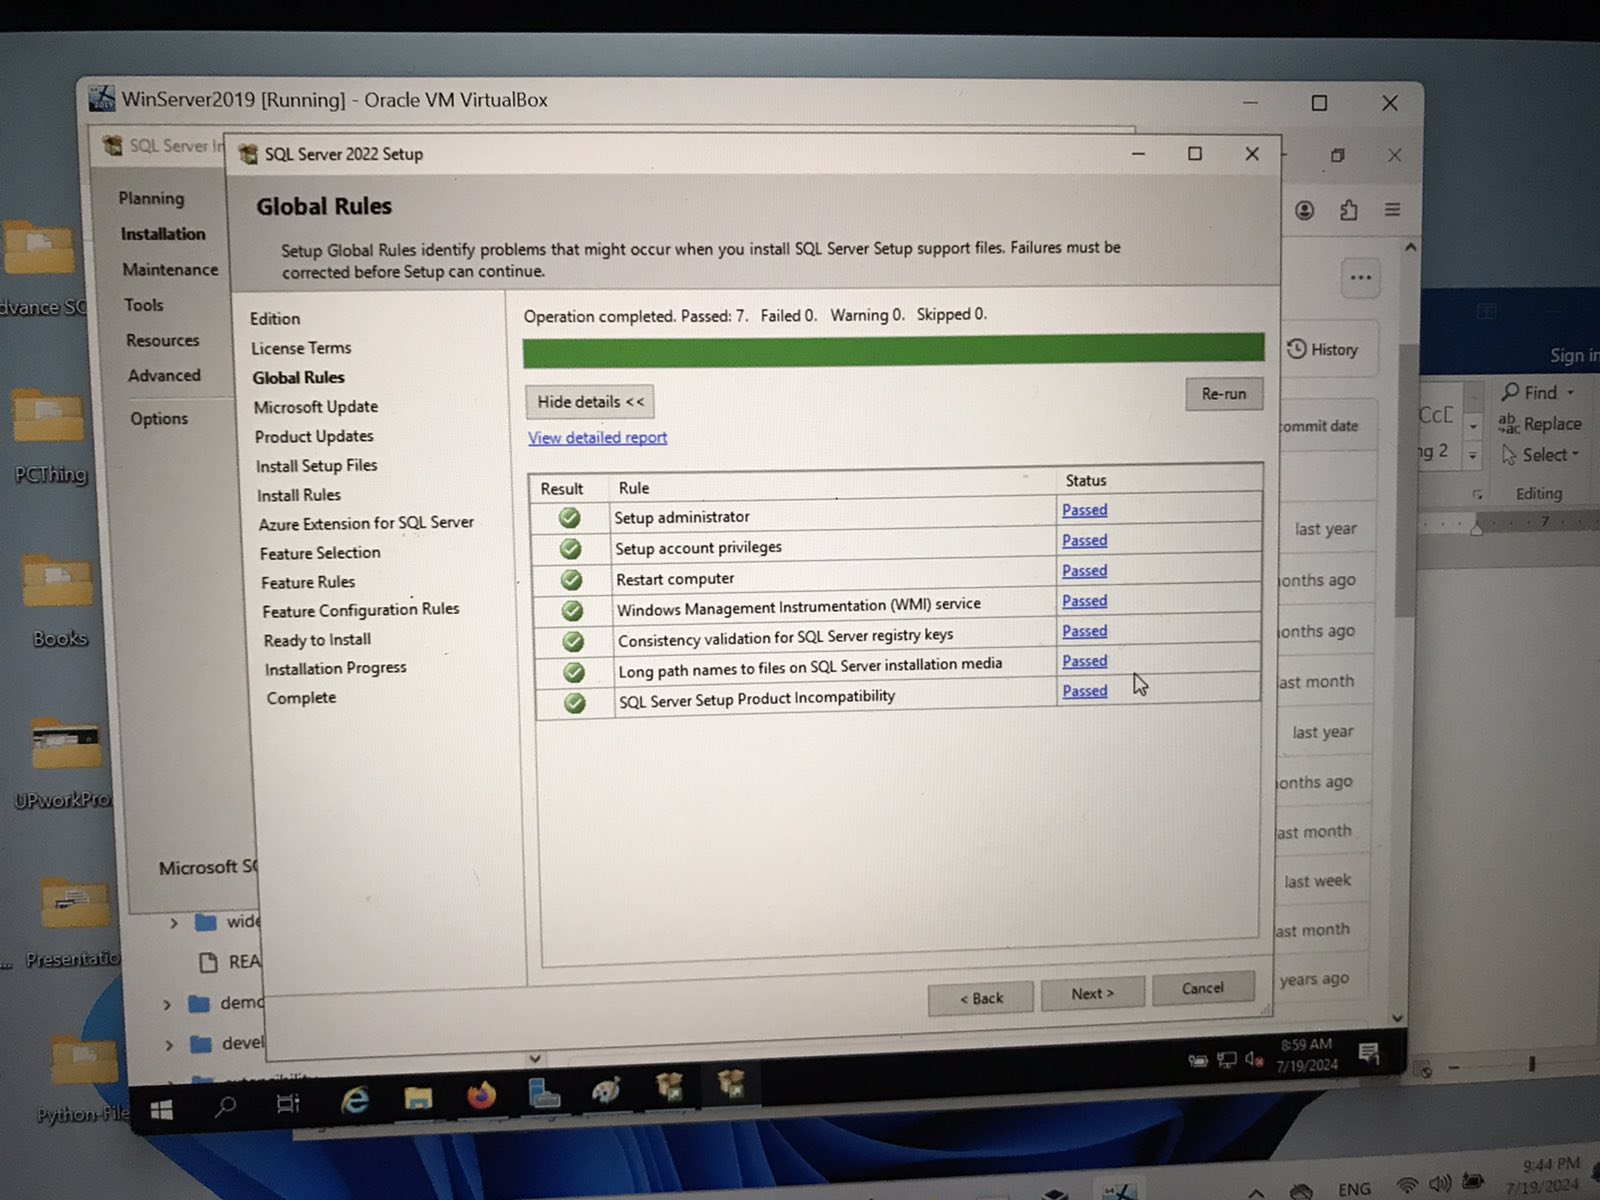 WinServer2019 [Running] - Oracle VM VirtualBox
SQL Server In
SQL Server 2022 Setup
Planning
Installation
Maintenance
Tools
Resources
Advanced
Options
Microsoft SQ
Global Rules
Setup Global Rules identify problems that might occur when you install SQL Server Setup support files. Failures must be
corrected before Setup can continue.
Edition
License Terms
Global Rules
Microsoft Update
Product Updates
Install Setup Files
Install Rules
Azure Extension for SQL Server
Feature Selection
Feature Rules
Feature Configuration Rules
Ready to Install
Installation Progress
Complete
Operation completed. Passed: 7. Failed 0. Warning 0. Skipped 0.
Hide details <<
Re-run
View detailed report
Result Rule Status
Setup administrator Passed
Setup account privileges Passed
Restart computer Passed
Windows Management Instrumentation (WMI) service Passed
Consistency validation for SQL Server registry keys Passed
Long path names to files on SQL Server installation media Passed
SQL Server Setup Product Incompatibility Passed
< Back
Next >
Cancel
History
ommit date
last year
onths ago
onths ago
ast month
last year
onths ago
ast month
last week
ast month
years ago
Sign in
CcD
Find
Replace
ng 2
Select
Editing
7
dvance SQ
PCThing
Books
UPworkPro
... Presentatio
Python-File
wide
REA
demo
devel
8:59 AM
7/19/2024
ENG
9:44 PM
7/19/2024